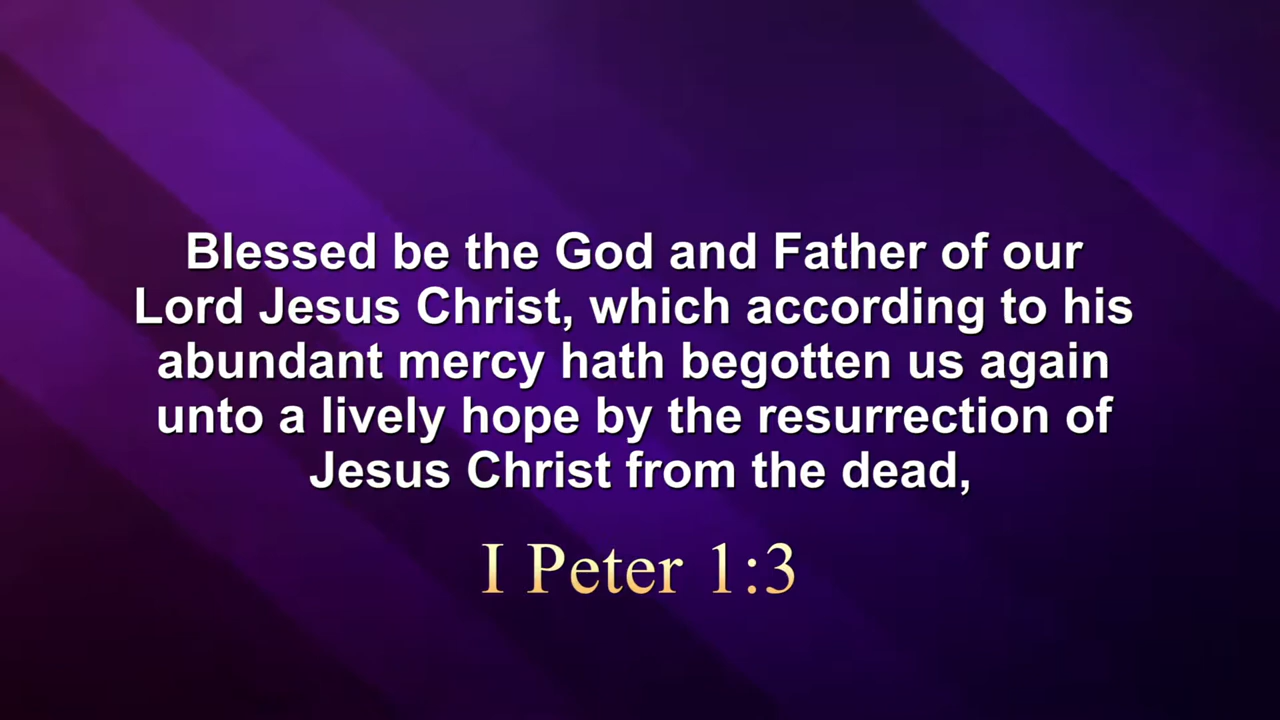 Blessed be the God and Father of our
Lord Jesus Christ, which according to his
abundant mercy hath begotten us again
unto a lively hope by the resurrection of
Jesus Christ from the dead,
I Peter 1:3